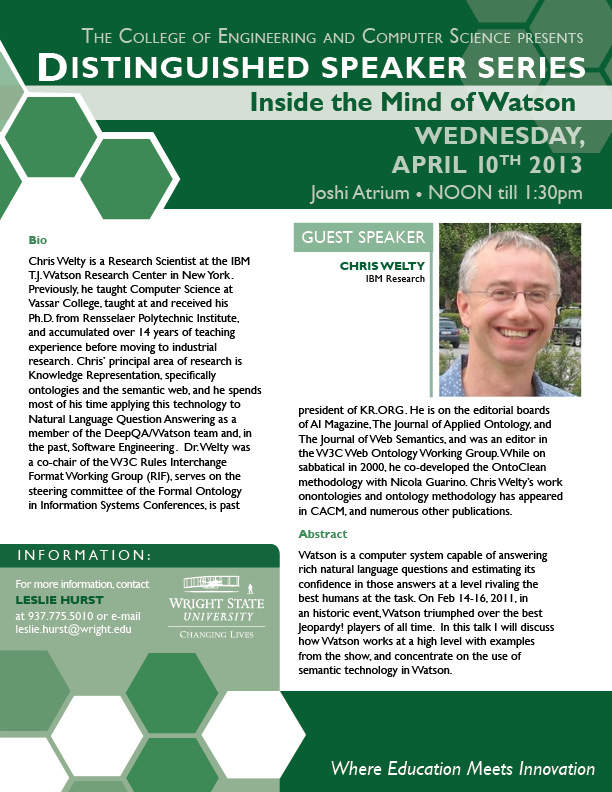 THE COLLEGE OF ENGINEERING AND COMPUTER SCIENCE PRESENTS
DISTINGUISHED SPEAKER SERIES
Inside the Mind of Watson
WEDNESDAY,
APRIL 10TH 2013
Joshi Atrium • NOON till 1:30pm
Bio
Chris Welty is a Research Scientist at the IBM
T.J. Watson Research Center in New York.
Previously, he taught Computer Science at
Vassar College, taught at and received his
Ph.D. from Rensselaer Polytechnic Institute,
and accumulated over 14 years of teaching
experience before moving to industrial
research. Chris' principal area of research is
Knowledge Representation, specifically
ontologies and the semantic web, and he spends
most of his time applying this technology to
Natural Language Question Answering as a
member of the DeepQA/Watson team and, in
the past, Software Engineering. Dr. Welty was
a co-chair of the W3C Rules Interchange
Format Working Group (RIF), serves on the
steering committee of the Formal Ontology
in Information Systems Conferences, is past
GUEST SPEAKER
CHRIS WELTY
IBM Research
president of KR.ORG. He is on the editorial boards
of AI Magazine, The Journal of Applied Ontology, and
The Journal of Web Semantics, and was an editor in
the W3C Web Ontology Working Group. While on
sabbatical in 2000, he co-developed the OntoClean
methodology with Nicola Guarino. Chris Welty's work
onontologies and ontology methodology has appeared
in CACM, and numerous other publications.
Abstract
Watson is a computer system capable of answering
rich natural language questions and estimating its
confidence in those answers at a level rivaling the
best humans at the task. On Feb 14-16, 2011, in
an historic event, Watson triumphed over the best
Jeopardy! players of all time. In this talk I will discuss
how Watson works at a high level with examples
from the show, and concentrate on the use of
semantic technology in Watson.
INFORMATION:
For more information, contact
LESLIE HURST
at 937.775.5010 or e-mail
leslie.hurst@wright.edu
WRIGHT STATE
UNIVERSITY
CHANGING LIVES
Where Education Meets Innovation